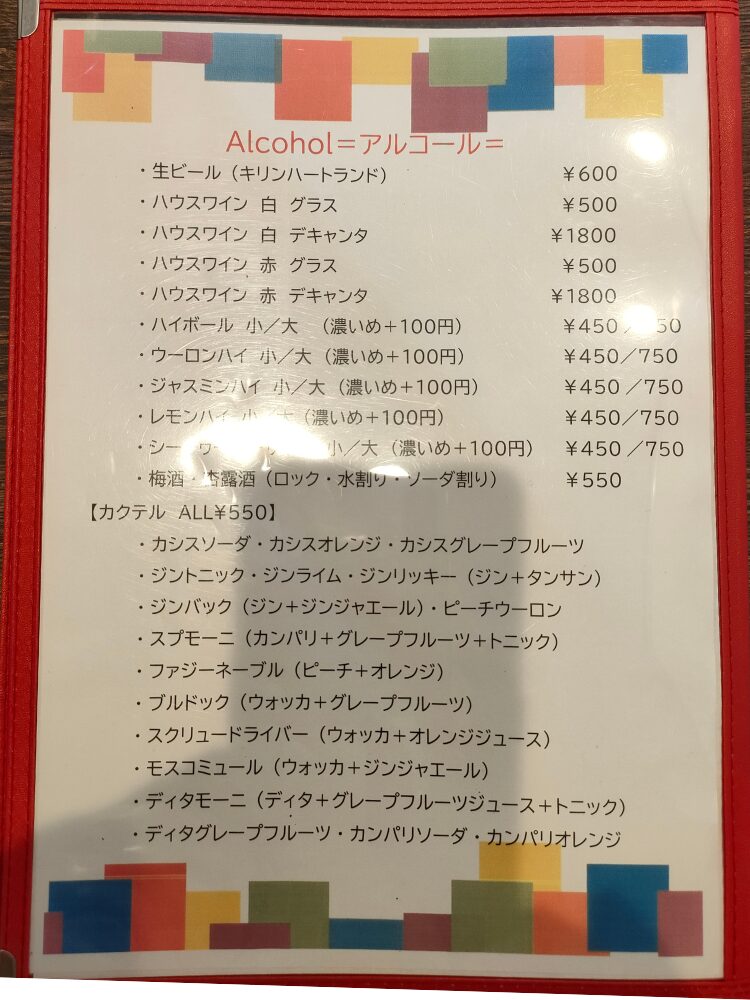 Alcohol=アルコール=
・生ビール（キリンハートランド） ¥600
・ハウスワイン 白 グラス ¥500
・ハウスワイン 白 デキャンタ ¥1800
・ハウスワイン 赤 グラス ¥500
・ハウスワイン 赤 デキャンタ ¥1800
・ハイボール 小／大 （濃いめ＋100円） ¥450／ 50
・ウーロンハイ 小／大（濃いめ＋100円） ¥450／750
・ジャスミンハイ 小／大（濃いめ＋100円） ¥450／750
・レモンハイ 小／大（濃いめ＋100円） ¥450／750
・ 小／大（濃いめ＋100円） ¥450／750
・梅酒・杏露酒（ロック・水割り・ソーダ割り） ¥550
【カクテル ALL¥550】
・カシスソーダ・カシスオレンジ・カシスグレープフルーツ
・ジントニック・ジンライム・ジンリッキー（ジン＋タンサン）
・ジンバック（ジン＋ジンジャエール）・ピーチウーロン
・スプモーニ（カンパリ＋グレープフルーツ＋トニック）
・ファジーネーブル（ピーチ＋オレンジ）
・ブルドック（ウォッカ＋グレープフルーツ）
・スクリュードライバー（ウォッカ＋オレンジジュース）
・モスコミュール（ウォッカ＋ジンジャエール）
・ディタモーニ（ディタ＋グレープフルーツジュース＋トニック）
・ディタグレープフルーツ・カンパリソーダ・カンパリオレンジ